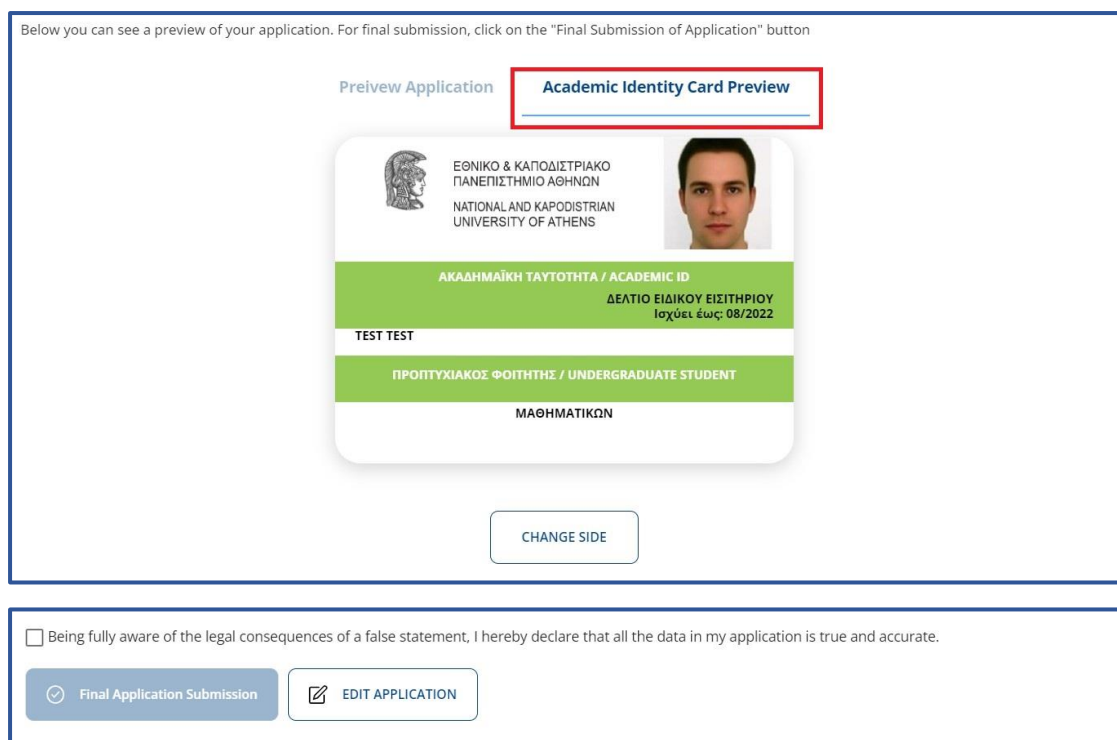 Below you can see a preview of your application. For final submission, click on the "Final Submission of Application" button
Preivew Application
Academic Identity Card Preview
ΕΘΝΙΚΟ & ΚΑΠΟΔΙΣΤΡΙΑΚΟ
ΠΑΝΕΠΙΣΤΗΜΙΟ ΑΘΗΝΩΝ
NATIONAL AND KAPODISTRIAN
UNIVERSITY OF ATHENS
ΑΚΑΔΗΜΑΪΚΗ ΤΑΥΤΟΤΗΤΑ / ACADEMIC ID
ΔΕΛΤΙΟ ΕΙΔΙΚΟΥ ΕΙΣΙΤΗΡΙΟΥ
Ισχύει έως: 08/2022
TEST TEST
ΠΡΟΠΤΥΧΙΑΚΟΣ ΦΟΙΤΗΤΗΣ / UNDERGRADUATE STUDENT
ΜΑΘΗΜΑΤΙΚΩΝ
CHANGE SIDE
Being fully aware of the legal consequences of a false statement, I hereby declare that all the data in my application is true and accurate.
Final Application Submission
EDIT APPLICATION